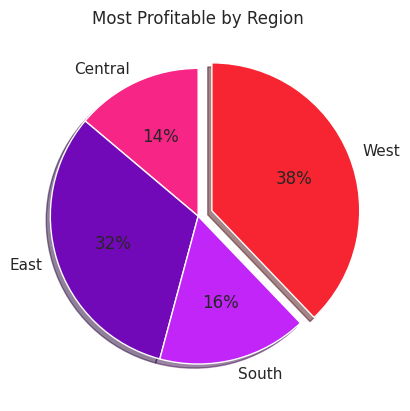 Most Profitable by Region
Central
14%
West
38%
32%
East
16%
South